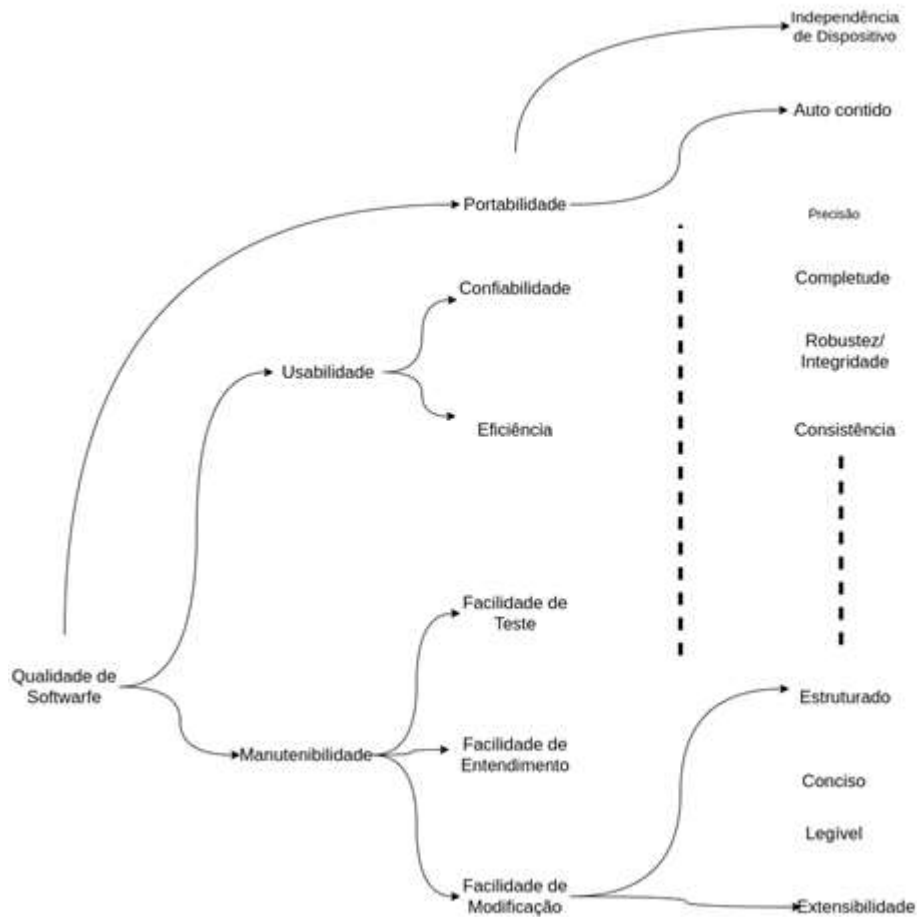 Independência
de Dispositivo
Auto contido
Portabilidade
Precisão
Confiabilidade
Completude
Robustez/
Integridade
Usabilidade
Eficiência
Consistência
Facilidade de
Teste
Qualidade de
Softwarfe
Estruturado
Manutenibilidade
Facilidade de
Entendimento
Conciso
Legível
Facilidade de
Modificação
Extensibilidade